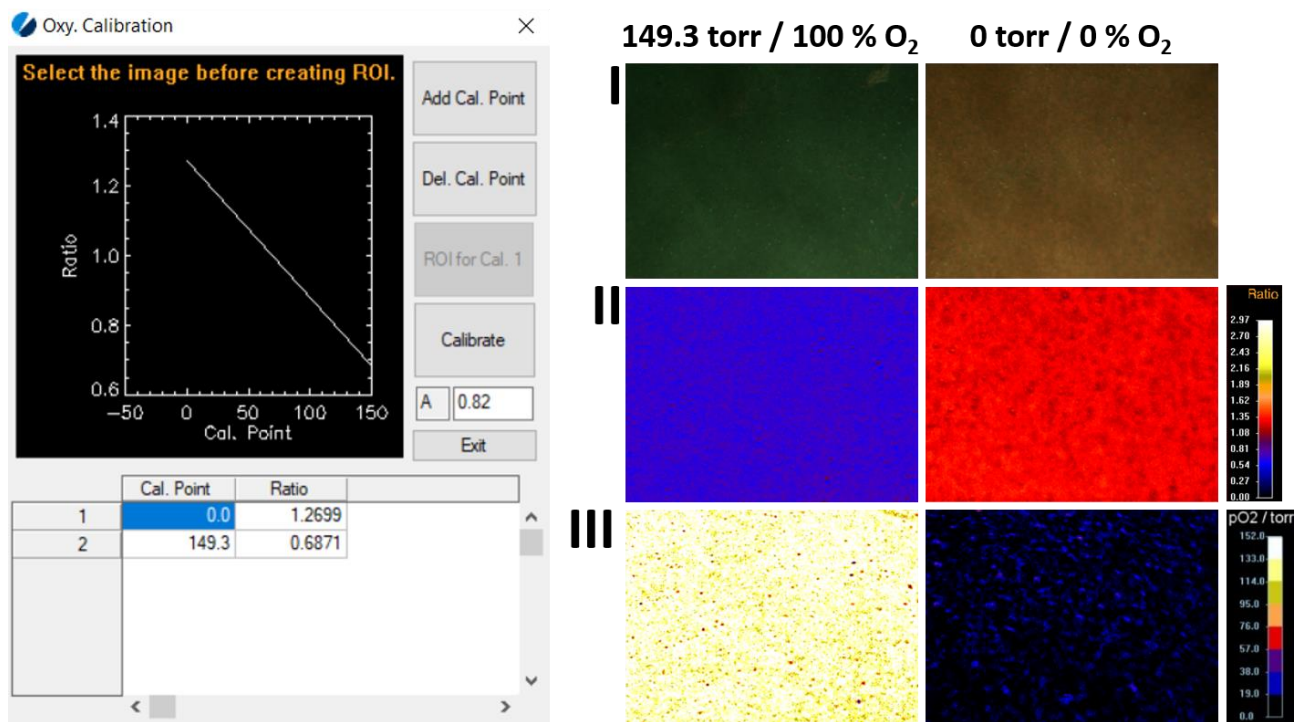 Oxy. Calibration
Select the image before creating ROI.
1.4
1.2
1.0
0.8
0.6
Ratio
-50 0 50 100 150
Cal. Point
Add Cal. Point
Del. Cal. Point
ROI for Cal. 1
Calibrate
A 0.82
Exit
Cal. Point Ratio
1 0.0 1.2699
2 149.3 0.6871
149.3 torr / 100 % O₂ 0 torr / 0 % O₂
I
II
Ratio
2.97
2.70
2.43
2.16
1.89
1.62
1.35
1.08
0.81
0.54
0.27
0.00
III
pO2 / torr
152.0
133.0
114.0
95.0
76.0
57.0
38.0
19.0
0.0